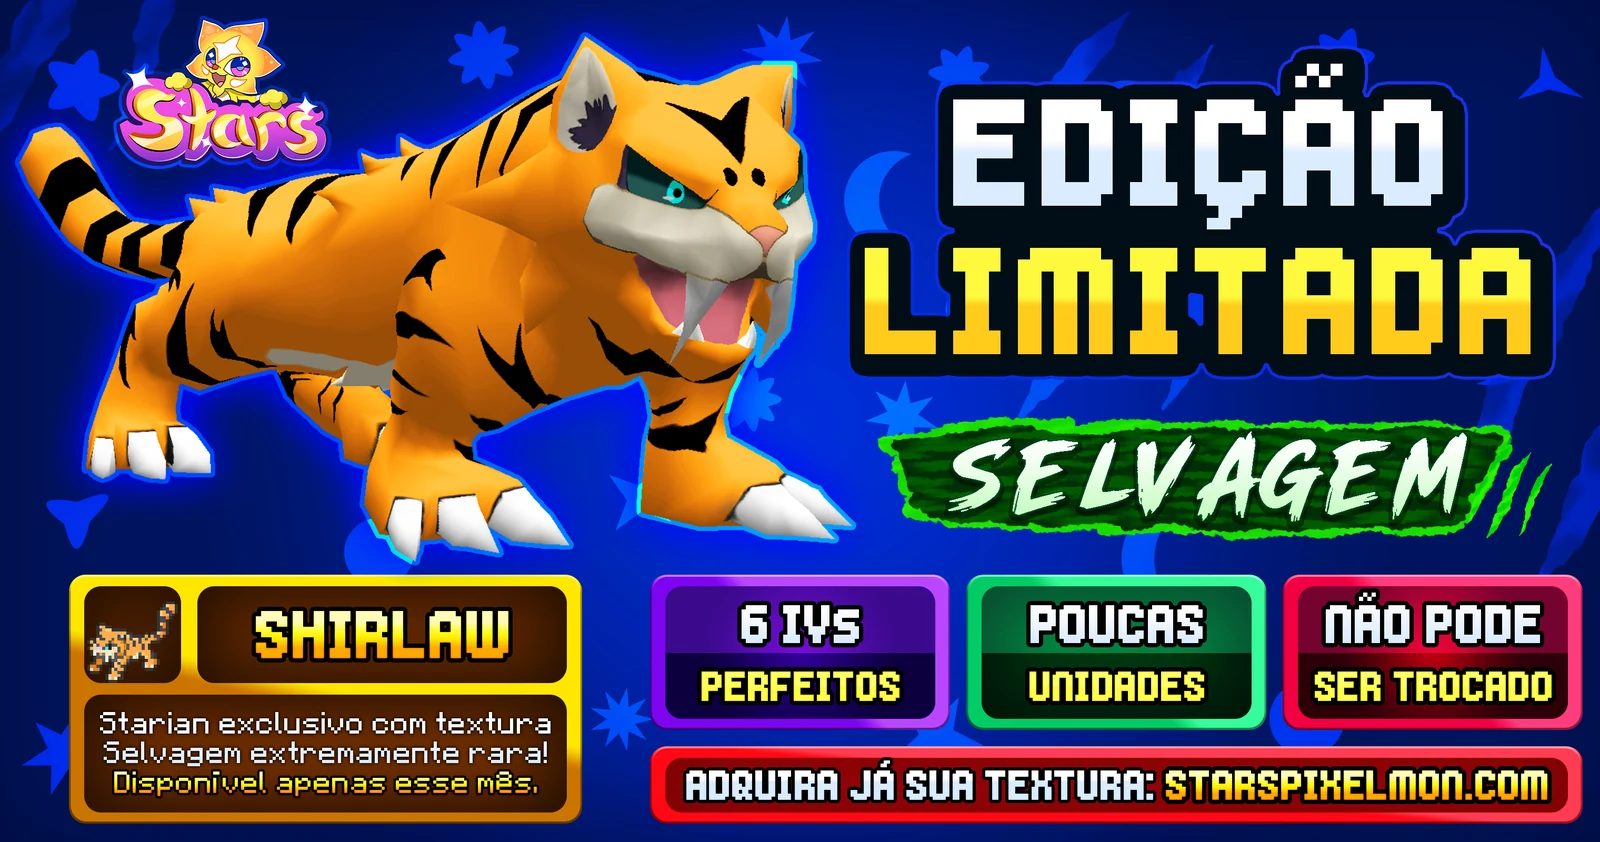 Stars
EDIÇÃO
LIMITADA
SELVAGEM
SHIRLAW
Starian exclusivo com textura
Selvagem extremamente rara!
Disponível apenas esse mês.
6 IVs
PERFEITOS
POUCAS
UNIDADES
NÃO PODE
SER TROCADO
ADQUIRA JÁ SUA TEXTURA: STARSPIXELMON.COM